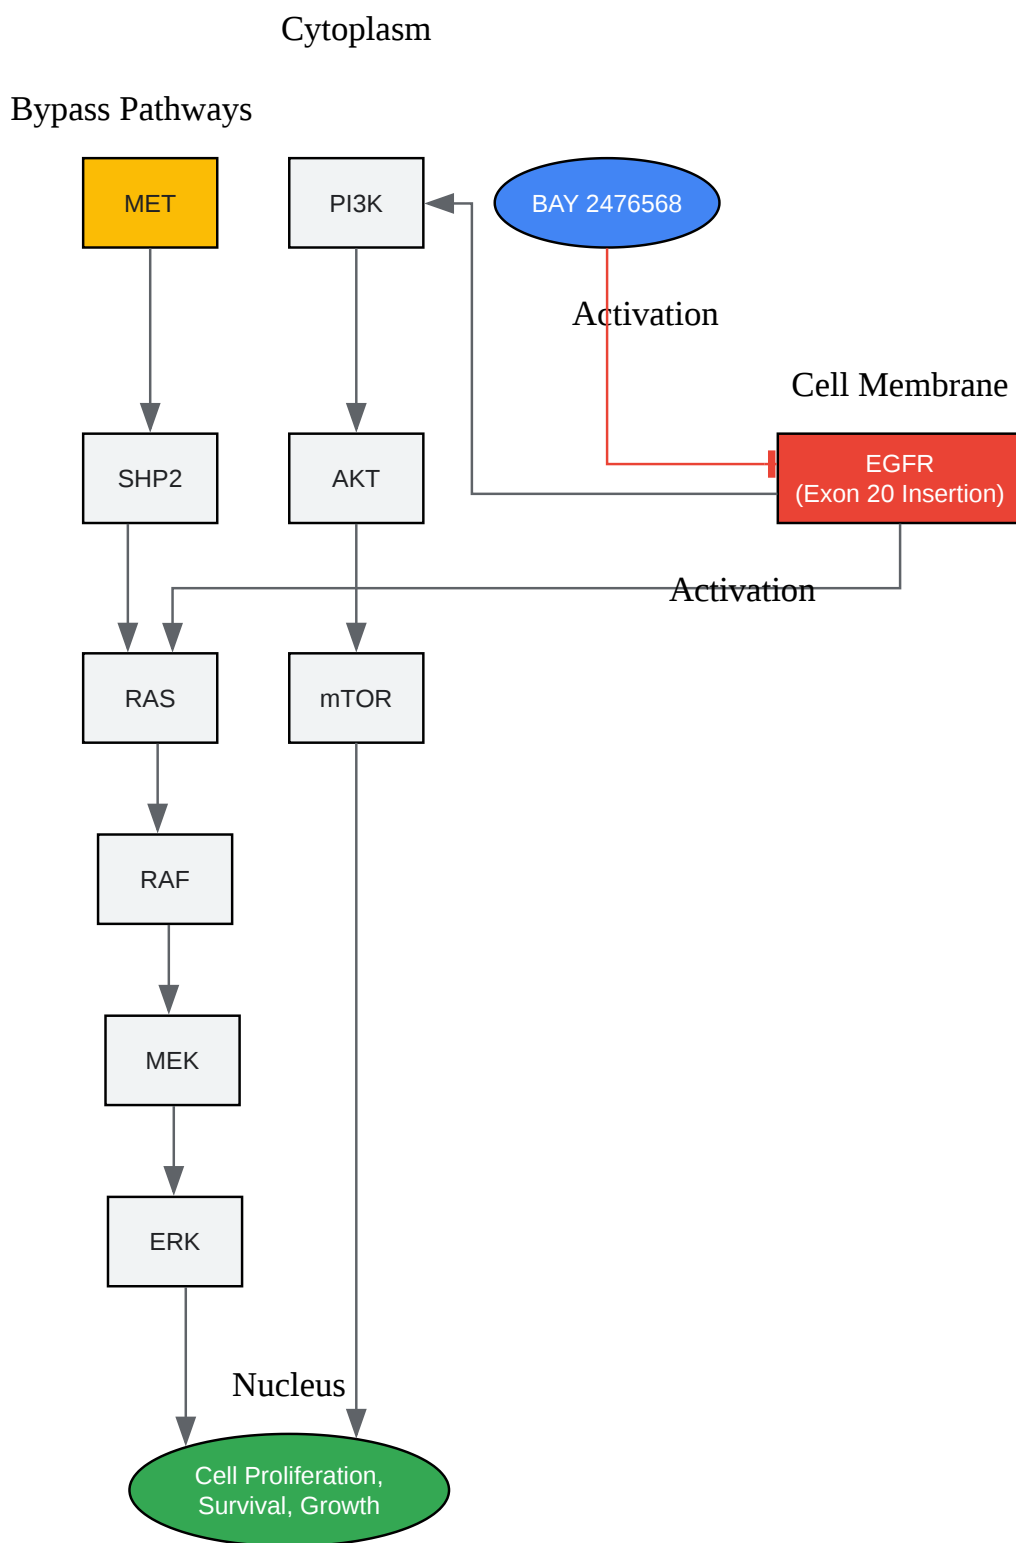 Cytoplasm
Bypass Pathways
MET
PI3K
BAY 2476568
Activation
Cell Membrane
SHP2
AKT
EGFR
(Exon 20 Insertion)
Activation
RAS
mTOR
RAF
MEK
ERK
Nucleus
Cell Proliferation,
Survival, Growth